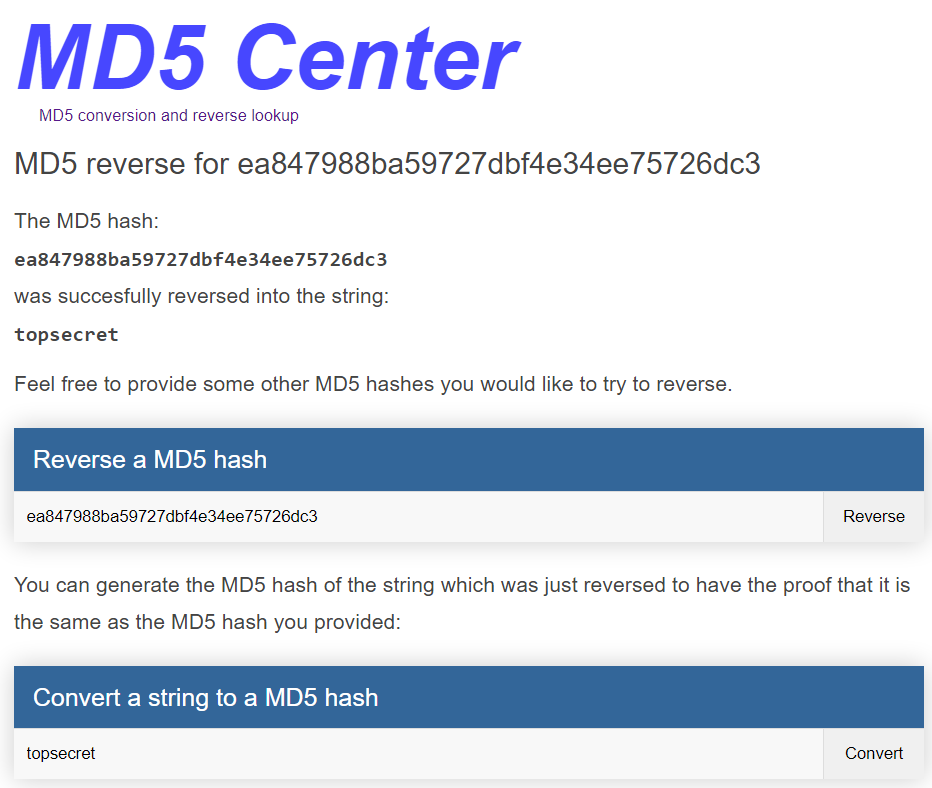 MD5 Center
MD5 conversion and reverse lookup
MD5 reverse for ea847988ba59727dbf4e34ee75726dc3
The MD5 hash:
ea847988ba59727dbf4e34ee75726dc3
was succesfully reversed into the string:
topsecret
Feel free to provide some other MD5 hashes you would like to try to reverse.
Reverse a MD5 hash
ea847988ba59727dbf4e34ee75726dc3 Reverse
You can generate the MD5 hash of the string which was just reversed to have the proof that it is
the same as the MD5 hash you provided:
Convert a string to a MD5 hash
topsecret Convert